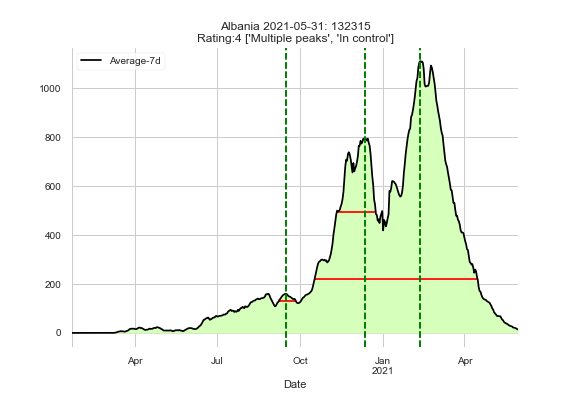 Albania 2021-05-31: 132315
Rating:4 ['Multiple peaks', 'In control']
Average-7d
1000
800
600
400
200
0
Apr
Jul
Oct
Jan
2021
Apr
Date